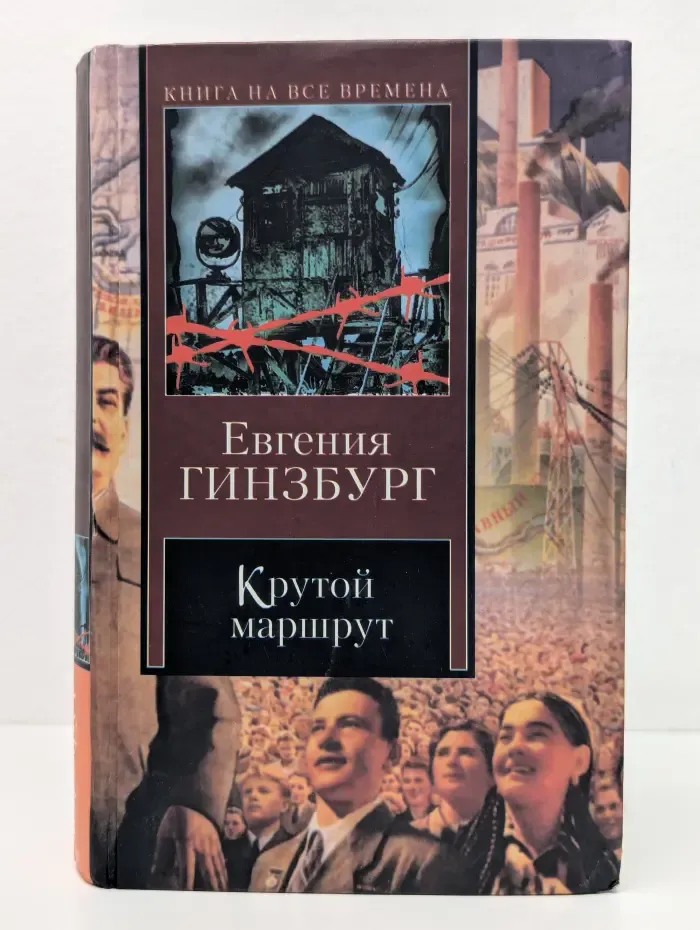 КНИГА НА ВСЕ ВРЕМЕНА
Евгения
ГИНЗБУРГ
Крутой
маршрут